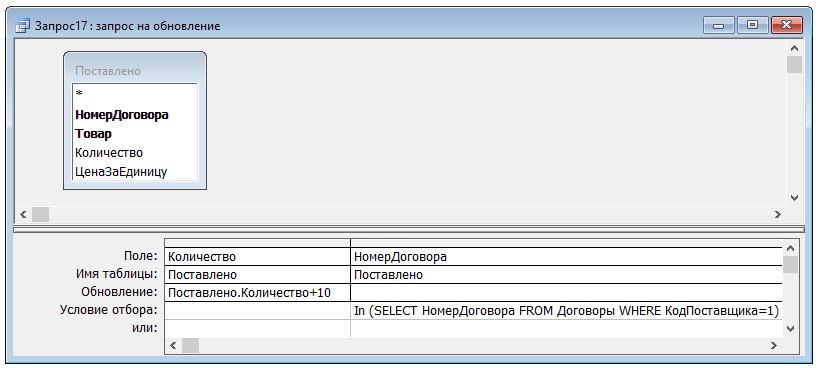 Запрос17 : запрос на обновление
Поставлено
*
НомерДоговора
Товар
Количество
ЦенаЗаЕдиницу
Поле: Количество НомерДоговора
Имя таблицы: Поставлено Поставлено
Обновление: Поставлено.Количество+10
Условие отбора: In (SELECT НомерДоговора FROM Договоры WHERE КодПоставщика=1)
или: